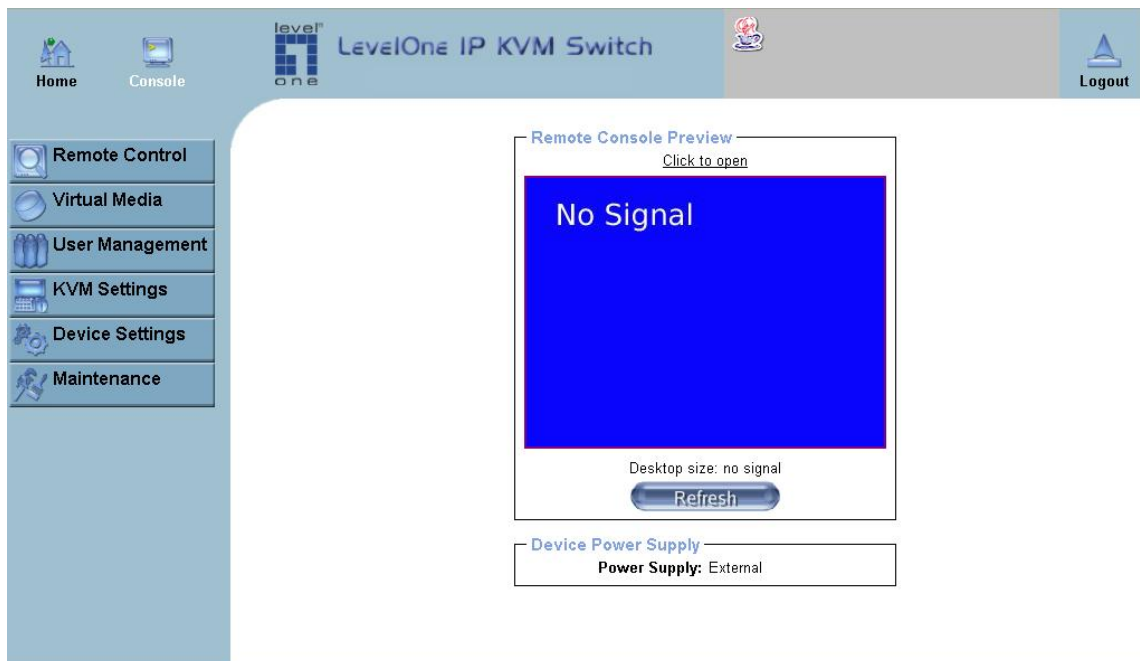 Home
Console
level™
one
LevelOne IP KVM Switch
Logout
Remote Control
Virtual Media
User Management
KVM Settings
Device Settings
Maintenance
Remote Console Preview
Click to open
No Signal
Desktop size: no signal
Refresh
Device Power Supply
Power Supply: External